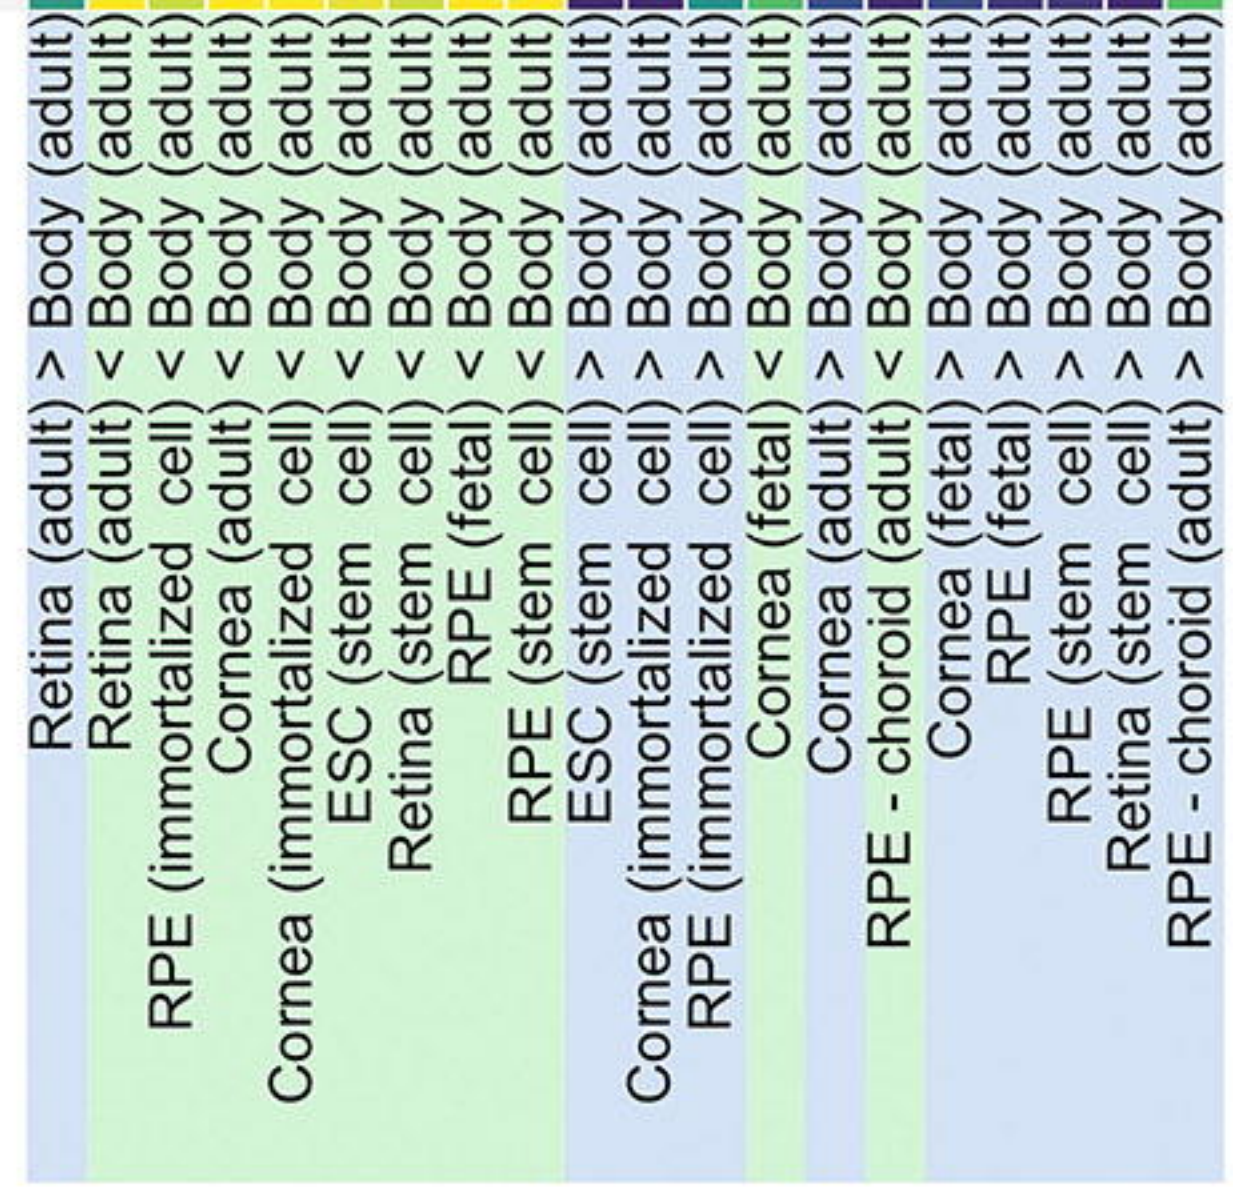 Retina (adult) > Body (adult)
Retina (adult) < Body (adult)
RPE (immortalized cell) < Body (adult)
Cornea (adult) < Body (adult)
Cornea (immortalized cell) < Body (adult)
ESC (stem cell) < Body (adult)
Retina (stem cell) < Body (adult)
RPE (fetal) < Body (adult)
RPE (stem cell) < Body (adult)
ESC (stem cell) > Body (adult)
Cornea (immortalized cell) > Body (adult)
RPE (immortalized cell) > Body (adult)
Cornea (fetal) < Body (adult)
Cornea (adult) > Body (adult)
RPE - choroid (adult) < Body (adult)
Cornea (fetal) > Body (adult)
RPE (fetal) > Body (adult)
RPE (stem cell) > Body (adult)
Retina (stem cell) > Body (adult)
RPE - choroid (adult) > Body (adult)